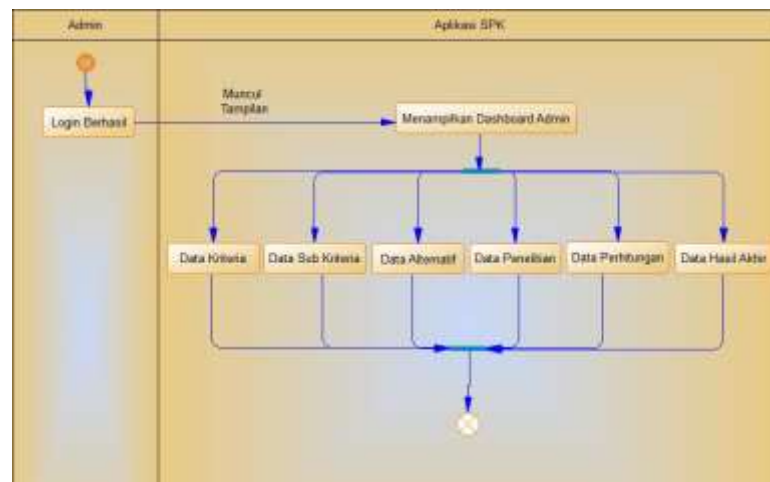 Admin
Aplikasi SPK
Muncul
Tampilan
Login Berhasil
Menampilkan Dashboard Admin
Data Kriteria
Data Sub Kriteria
Data Alternatif
Data Penelitian
Data Perhitungan
Data Hasil Akhir